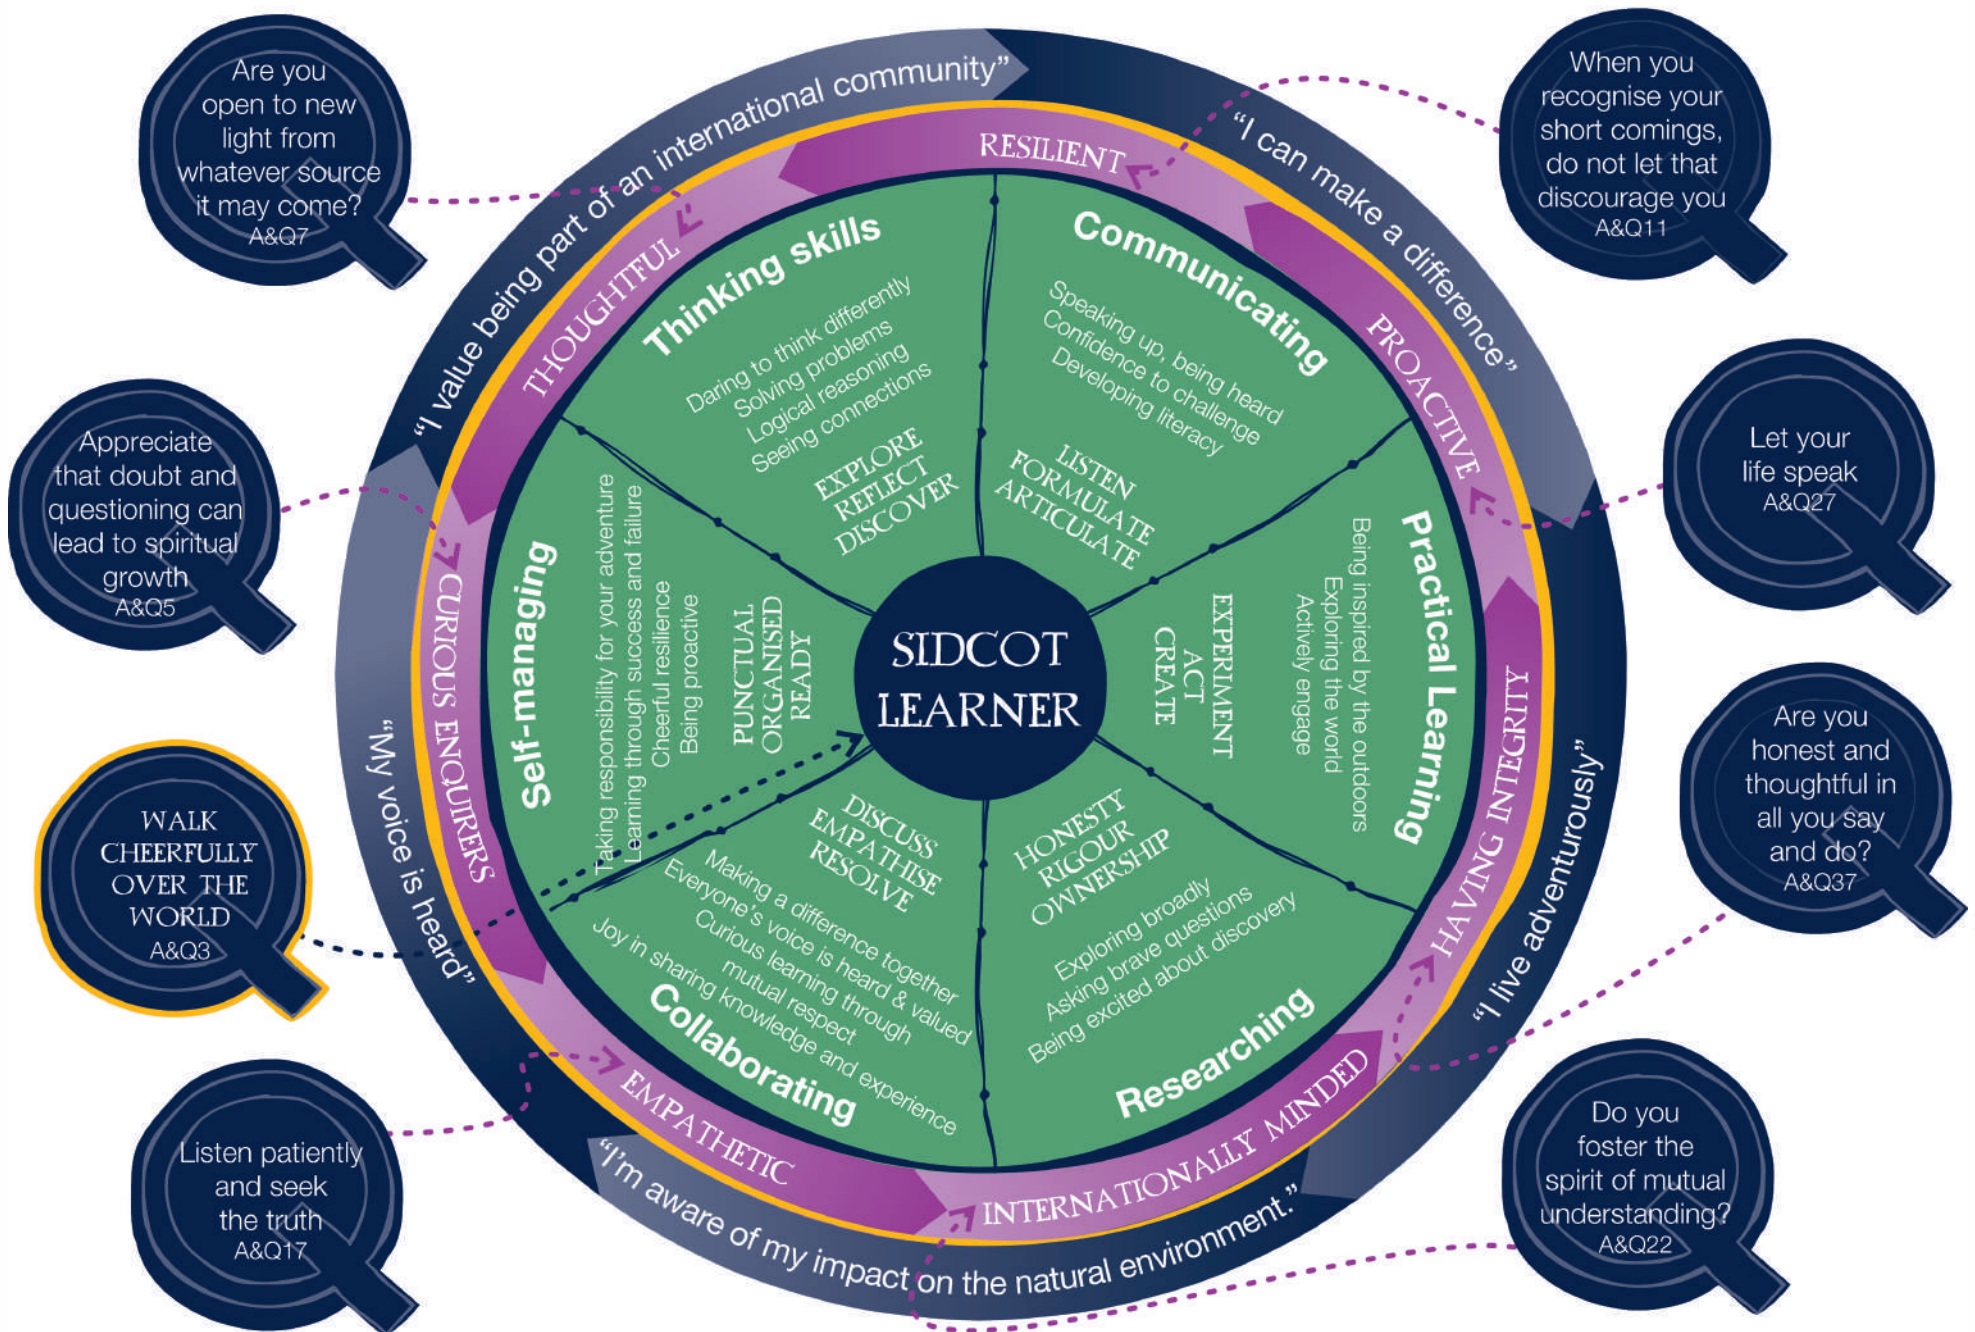 Are you
open to new
light from
whatever source
it may come?
A&Q7
When you
recognise your
short comings,
do not let that
discourage you
A&Q11
Appreciate
that doubt and
questioning can
lead to spiritual
growth
A&Q5
Let your
life speak
A&Q27
WALK
CHEERFULLY
OVER THE
WORLD
A&Q3
Are you
honest and
thoughtful in
all you say
and do?
A&Q37
Listen patiently
and seek
the truth
A&Q17
Do you
foster the
spirit of mutual
understanding?
A&Q22
“I value being part of an international community”
“I can make a difference”
“I live adventurously”
“I’m aware of my impact on the natural environment.”
“My voice is heard”
RESILIENT
PROACTIVE
HAVING INTEGRITY
INTERNATIONALLY MINDED
EMPATHETIC
CURIOUS ENQUIRERS
THOUGHTFUL
Thinking skills
Daring to think differently
Solving problems
Logical reasoning
Seeing connections
EXPLORE
REFLECT
DISCOVER
Communicating
Speaking up, being heard
Confidence to challenge
Developing literacy
LISTEN
FORMULATE
ARTICULATE
Practical Learning
Being inspired by the outdoors
Exploring the world
Actively engage
EXPERIMENT
ACT
CREATE
HONESTY
RIGOUR
OWNERSHIP
Exploring broadly
Asking brave questions
Being excited about discovery
Researching
DISCUSS
EMPATHISE
RESOLVE
Making a difference together
Everyone’s voice is heard & valued
Curious learning through
mutual respect
Joy in sharing knowledge and experience
Collaborating
Self-managing
Taking responsibility for your adventure
Learning through success and failure
Cheerful resilience
Being proactive
PUNCTUAL
ORGANISED
READY
SIDCOT
LEARNER